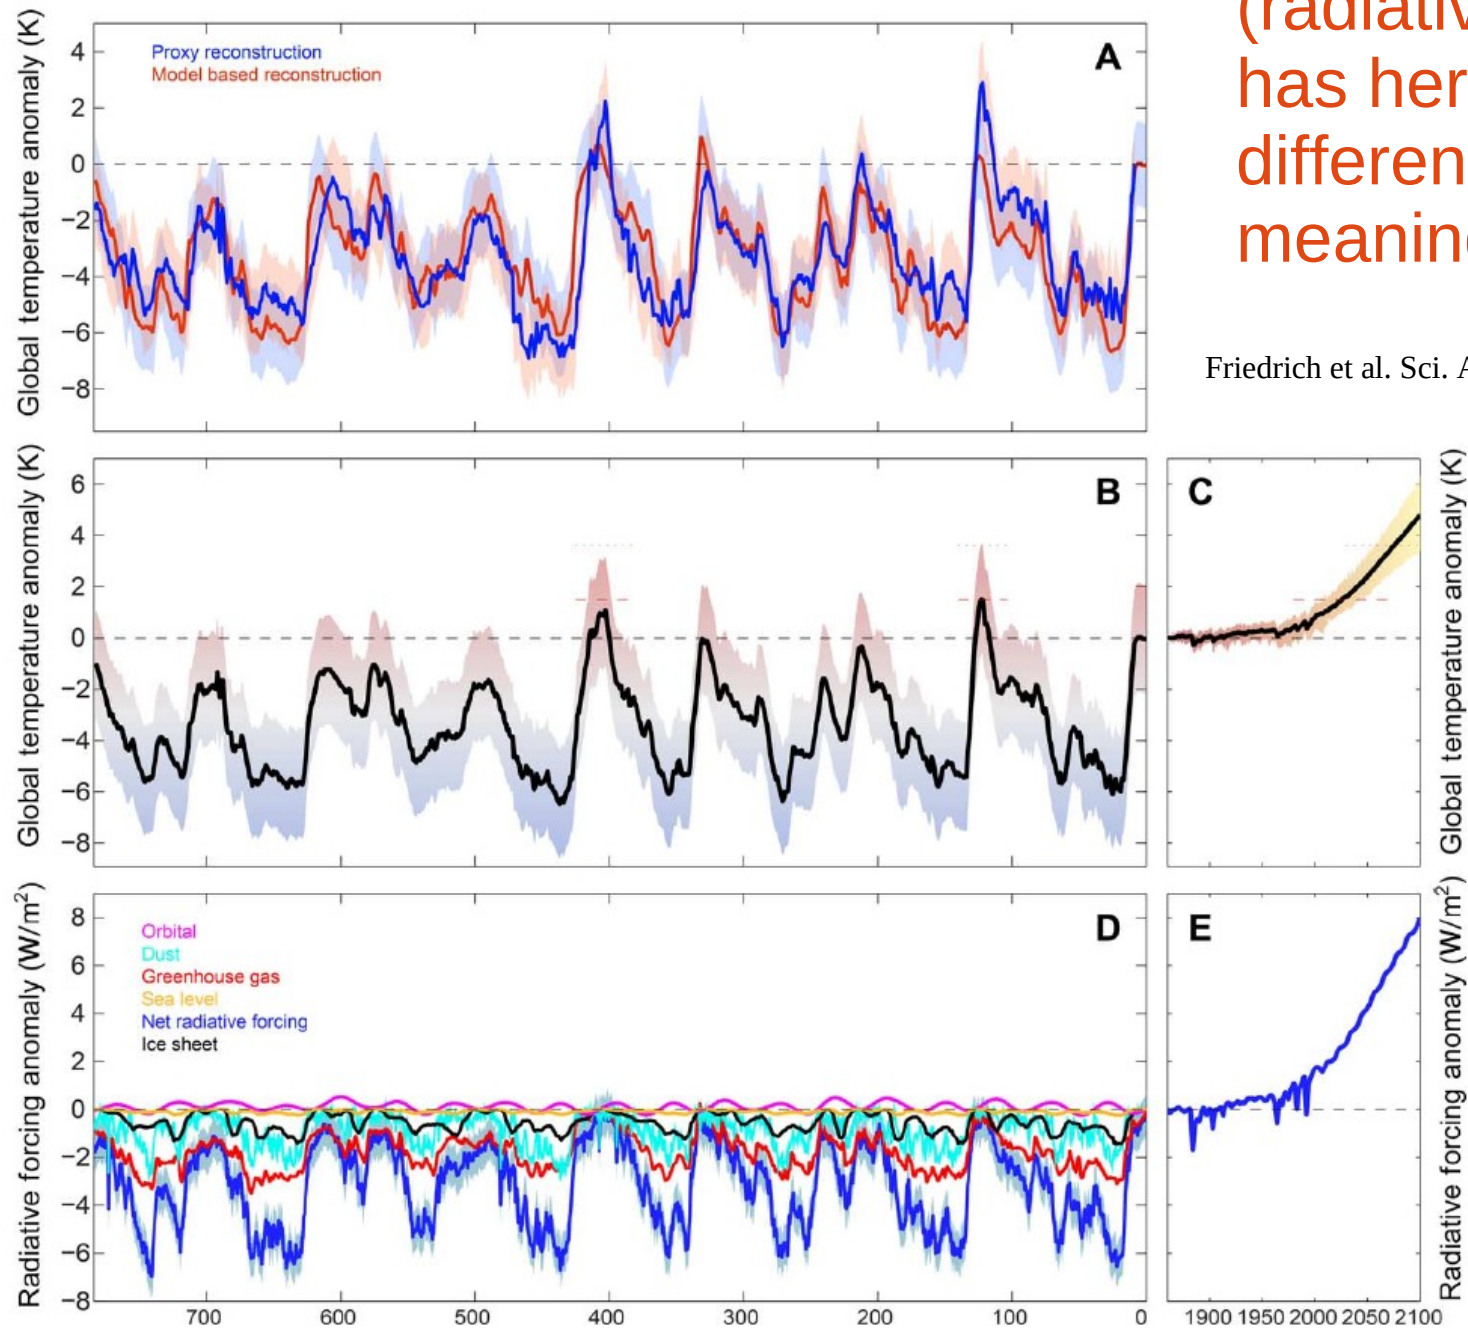 Global temperature anomaly (K)
4
2
0
−2
−4
−6
−8
Proxy reconstruction
Model based reconstruction
A
has her
differen
meanin
Friedrich et al. Sci.
Global temperature anomaly (K)
6
4
2
0
−2
−4
−6
−8
B
C
Global temperature anomaly (K)
Radiative forcing anomaly (W/m²)
8
6
4
2
0
−2
−4
−6
−8
Orbital
Dust
Greenhouse gas
Sea level
Net radiative forcing
Ice sheet
D
E
Radiative forcing anomaly (W/m²)
700 600 500 400 300 200 100 0
1900 1950 2000 2050 2100